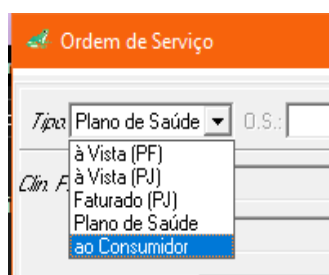 Ordem de Serviço
Tipo: Plano de Saúde O.S.:
à Vista (PF)
Clin. F à Vista (PJ)
Faturado (PJ)
Plano de Saúde
ao Consumidor